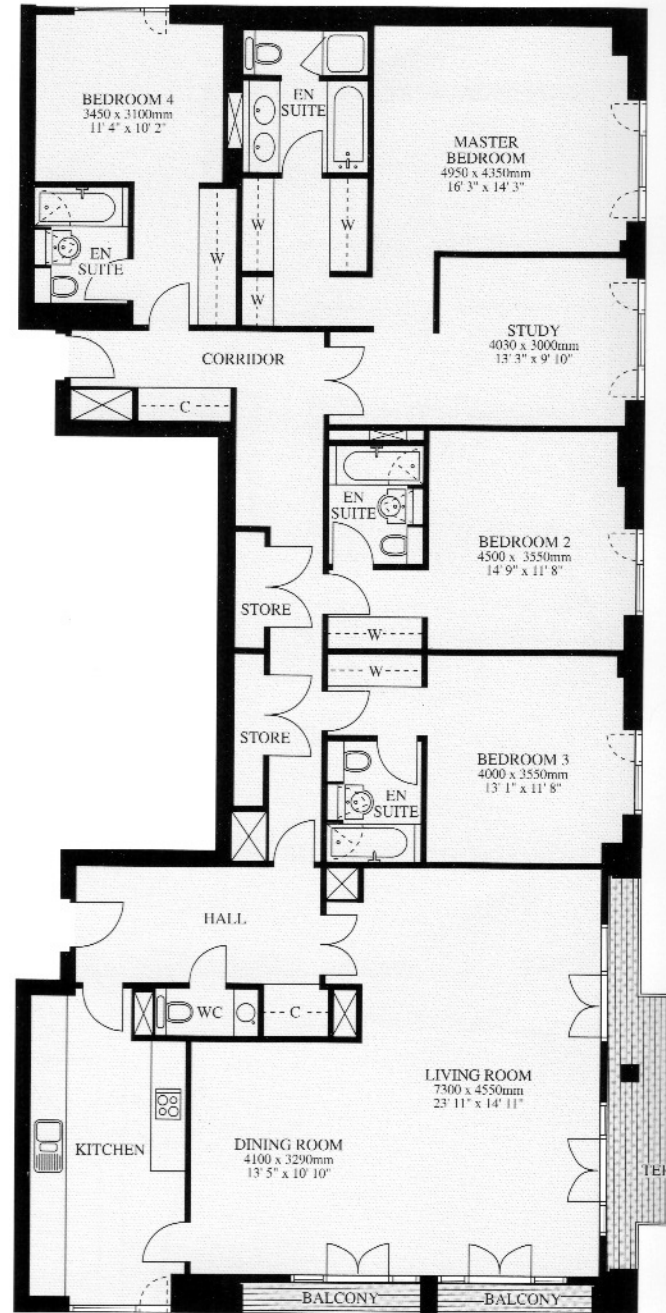 BEDROOM 4
3450 x 3100mm
11' 4" x 10' 2"
EN
SUITE
MASTER
BEDROOM
4950 x 4350mm
16' 3" x 14' 3"
EN
SUITE
W
W
W
W
STUDY
4030 x 3000mm
13' 3" x 9' 10"
CORRIDOR
C
EN
SUITE
BEDROOM 2
4500 x 3550mm
14' 9" x 11' 8"
STORE
W
W
STORE
BEDROOM 3
4000 x 3550mm
13' 1" x 11' 8"
EN
SUITE
HALL
WC
C
LIVING ROOM
7300 x 4550mm
23' 11" x 14' 11"
KITCHEN
DINING ROOM
4100 x 3290mm
13' 5" x 10' 10"
TER
BALCONY
BALCONY